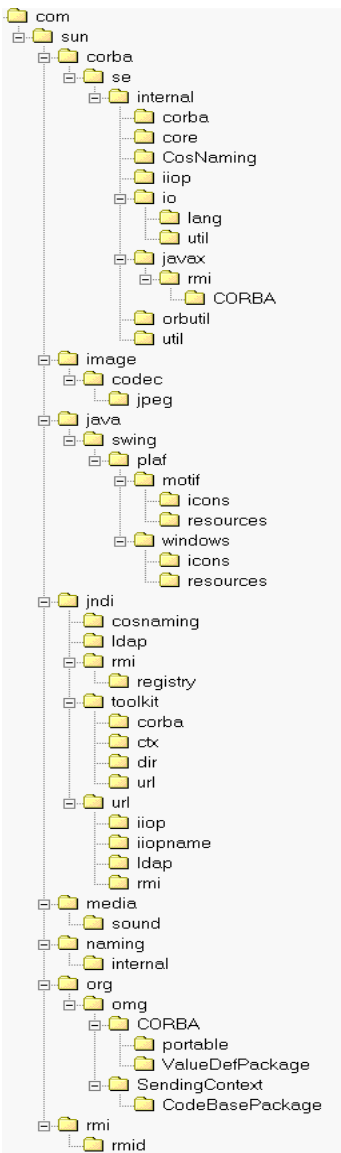 com
sun
corba
se
internal
corba
core
CosNaming
iiop
io
lang
util
javax
rmi
CORBA
orbutil
util
image
codec
jpeg
java
swing
plaf
motif
icons
resources
windows
icons
resources
jndi
cosnaming
ldap
rmi
registry
toolkit
corba
ctx
dir
url
url
iiop
iiopname
ldap
rmi
media
sound
naming
internal
org
omg
CORBA
portable
ValueDefPackage
SendingContext
CodeBasePackage
rmi
rmid